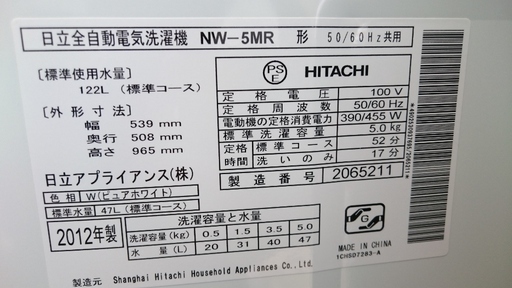 日立全自動電気洗濯機 NW-5MR 形 50/60Hz共用
[標準使用水量]
122L (標準コース)
[外形寸法]
幅 539 mm
奥行 508 mm
高さ 965 mm
日立アプライアンス(株)
色相 W(ピュアホワイト)
標準水量 47L(標準コース)
PS
E
HITACHI
定格電圧 100 V
定格周波数 50/60 Hz
電動機の定格消費電力 390/455 W
標準洗濯容量 5.0kg
定格時間 標準コース 52分
洗いのみ 17分
製造番号 2065211
2012年製
洗濯容量と水量
洗濯容量(kg) 0.5 1.5 3.5 5.0
水量(L) 20 31 40 47
G
MADE IN CHINA
1CHSD7283-A
製造元 Shanghai Hitachi Household Appliances Co.,Ltd.